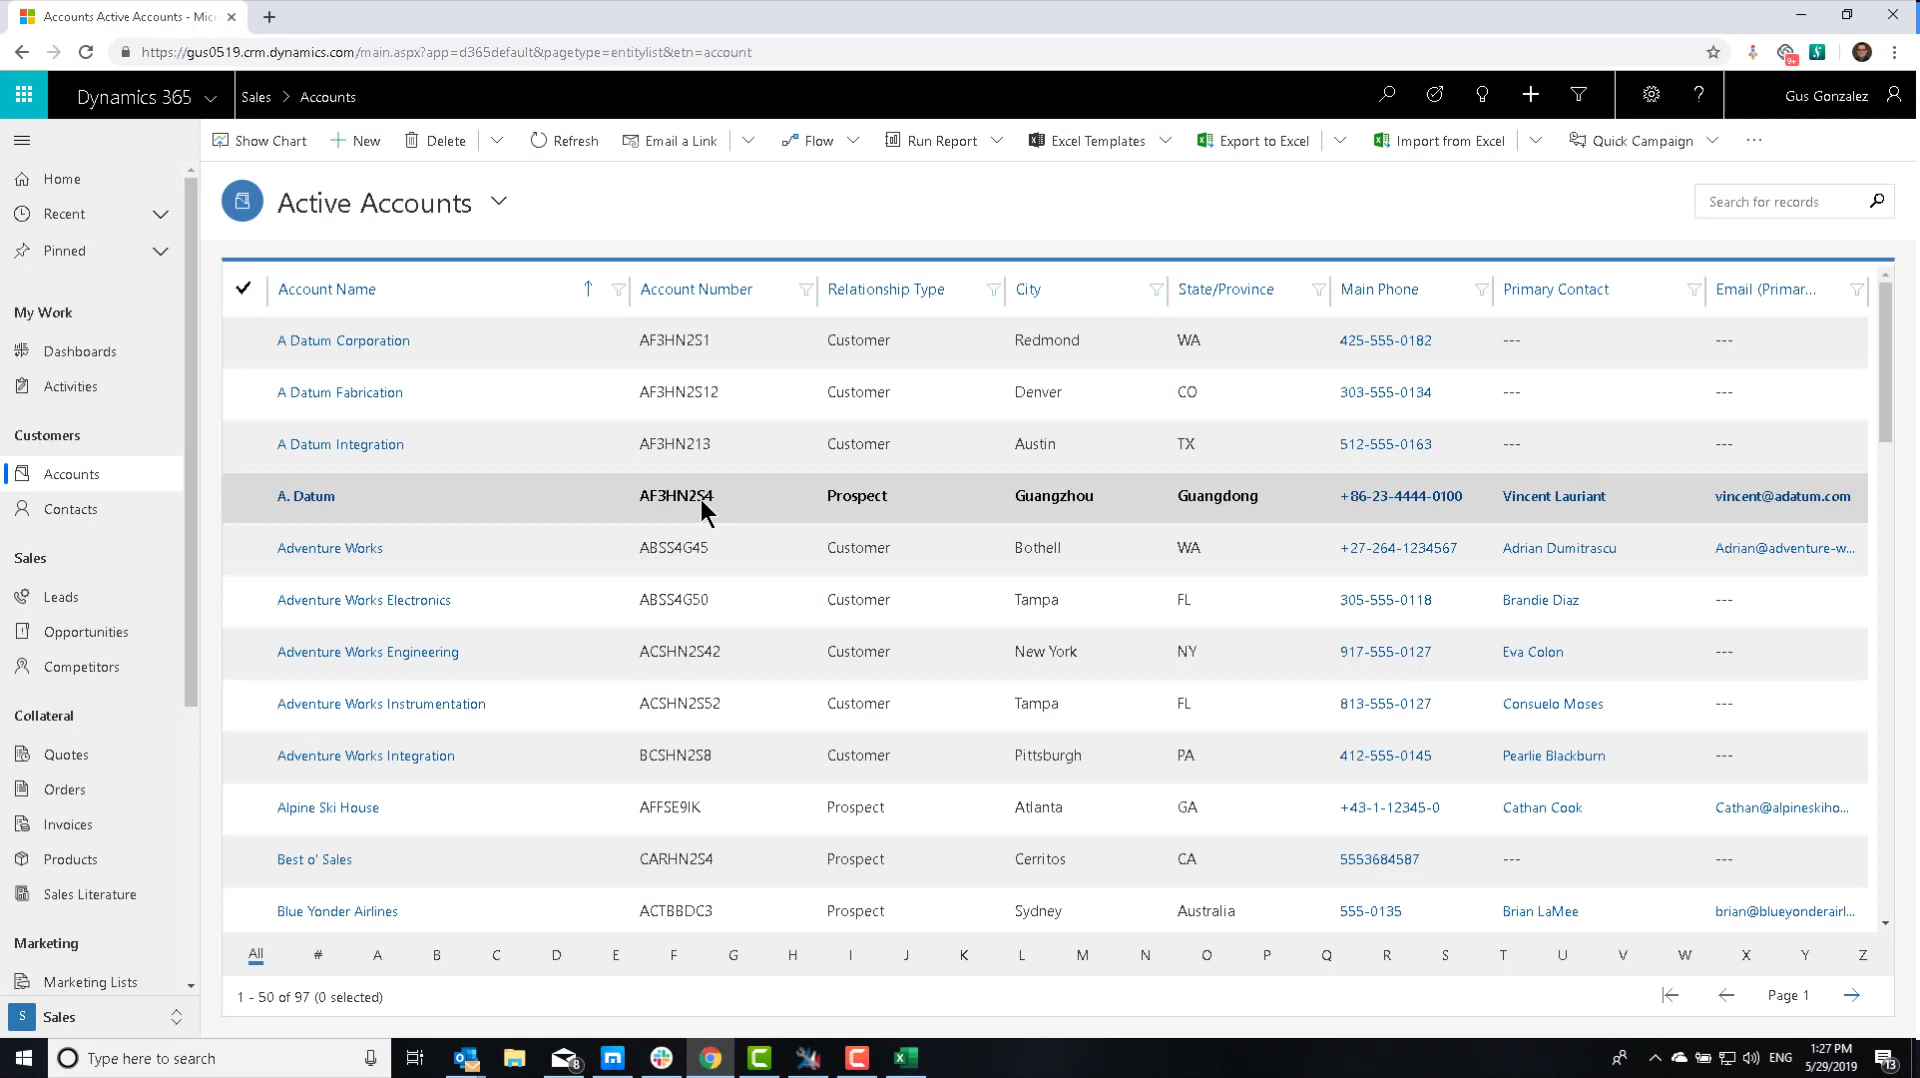 Accounts Active Accounts - Mic
https://gus0519.crm.dynamics.com/main.aspx?app=d365default&pagetype=entitylist&etn=account
9+
Dynamics 365 Sales > Accounts Gus Gonzalez
Show Chart New Delete Refresh Email a Link Flow Run Report Excel Templates Export to Excel Import from Excel Quick Campaign ...
Home
Recent
Pinned
My Work
Dashboards
Activities
Customers
Accounts
Contacts
Sales
Leads
Opportunities
Competitors
Collateral
Quotes
Orders
Invoices
Products
Sales Literature
Marketing
Marketing Lists
S Sales
Active Accounts
Search for records
Account Name Account Number Relationship Type City State/Province Main Phone Primary Contact Email (Primar...
A Datum Corporation AF3HN2S1 Customer Redmond WA 425-555-0182 --- ---
A Datum Fabrication AF3HN2S12 Customer Denver CO 303-555-0134 --- ---
A Datum Integration AF3HN213 Customer Austin TX 512-555-0163 --- ---
A. Datum AF3HN2S4 Prospect Guangzhou Guangdong +86-23-4444-0100 Vincent Lauriant vincent@adatum.com
Adventure Works ABSS4G45 Customer Bothell WA +27-264-1234567 Adrian Dumitrascu Adrian@adventure-w...
Adventure Works Electronics ABSS4G50 Customer Tampa FL 305-555-0118 Brandie Diaz ---
Adventure Works Engineering ACSHN2S42 Customer New York NY 917-555-0127 Eva Colon ---
Adventure Works Instrumentation ACSHN2S52 Customer Tampa FL 813-555-0127 Consuelo Moses ---
Adventure Works Integration BCSHN2S8 Customer Pittsburgh PA 412-555-0145 Pearlie Blackburn ---
Alpine Ski House AFFSE9IK Prospect Atlanta GA +43-1-12345-0 Cathan Cook Cathan@alpineskiho...
Best o' Sales CARHN2S4 Prospect Cerritos CA 5553684587 --- ---
Blue Yonder Airlines ACTBBDC3 Prospect Sydney Australia 555-0135 Brian LaMee brian@blueyonderairl...
All # A B C D E F G H I J K L M N O P Q R S T U V W X Y Z
1 - 50 of 97 (0 selected) Page 1
Type here to search
8
ENG
1:27 PM
5/29/2019
13